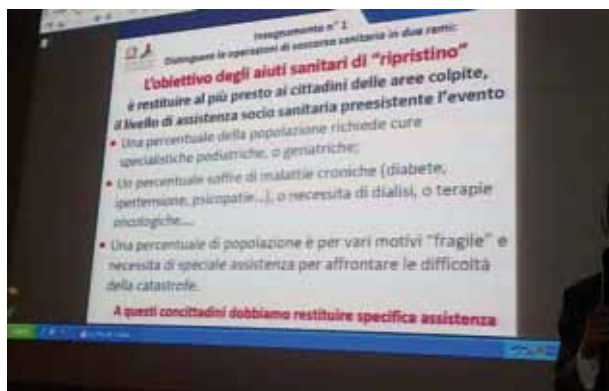 Insegnamento n° 1
Distinguere le operazioni di soccorso sanitario in due rami:
L'obiettivo degli aiuti sanitari di "ripristino"
è restituire al più presto ai cittadini delle aree colpite,
il livello di assistenza socio sanitaria preesistente l'evento
• Una percentuale della popolazione richiede cure
specialistiche pediatriche, o geriatriche;
• Un percentuale soffre di malattie croniche (diabete,
ipertensione, psicopatie...), o necessita di dialisi, o terapie
oncologiche....
• Una percentuale di popolazione è per vari motivi "fragile" e
necessita di speciale assistenza per affrontare le difficoltà
della catastrofe.
A questi concittadini dobbiamo restituire specifica assistenza